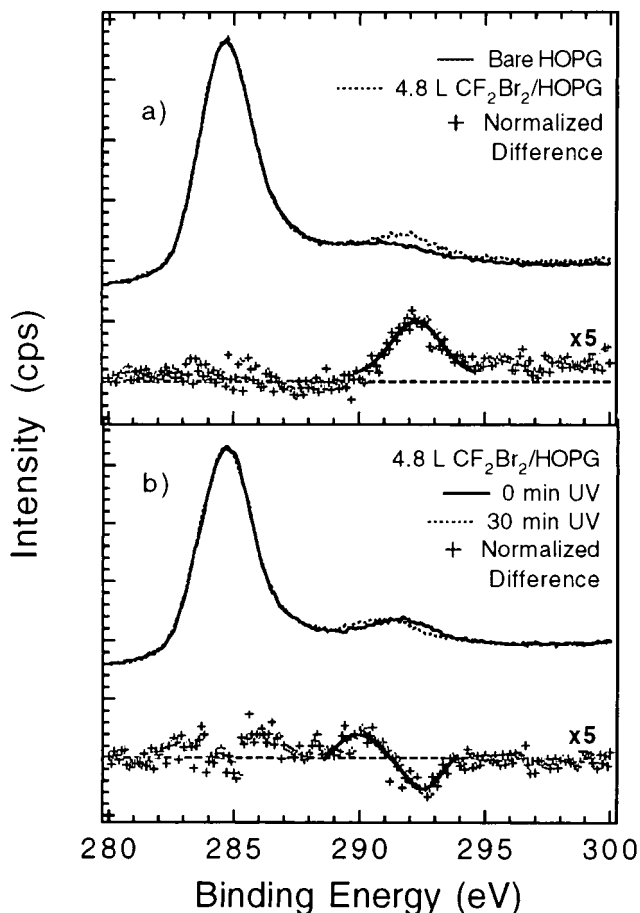 a)
Bare HOPG
4.8 L CF₂Br₂/HOPG
+ Normalized
Difference
x5
Intensity (cps)
b)
4.8 L CF₂Br₂/HOPG
0 min UV
30 min UV
+ Normalized
Difference
x5
280 285 290 295 300
Binding Energy (eV)